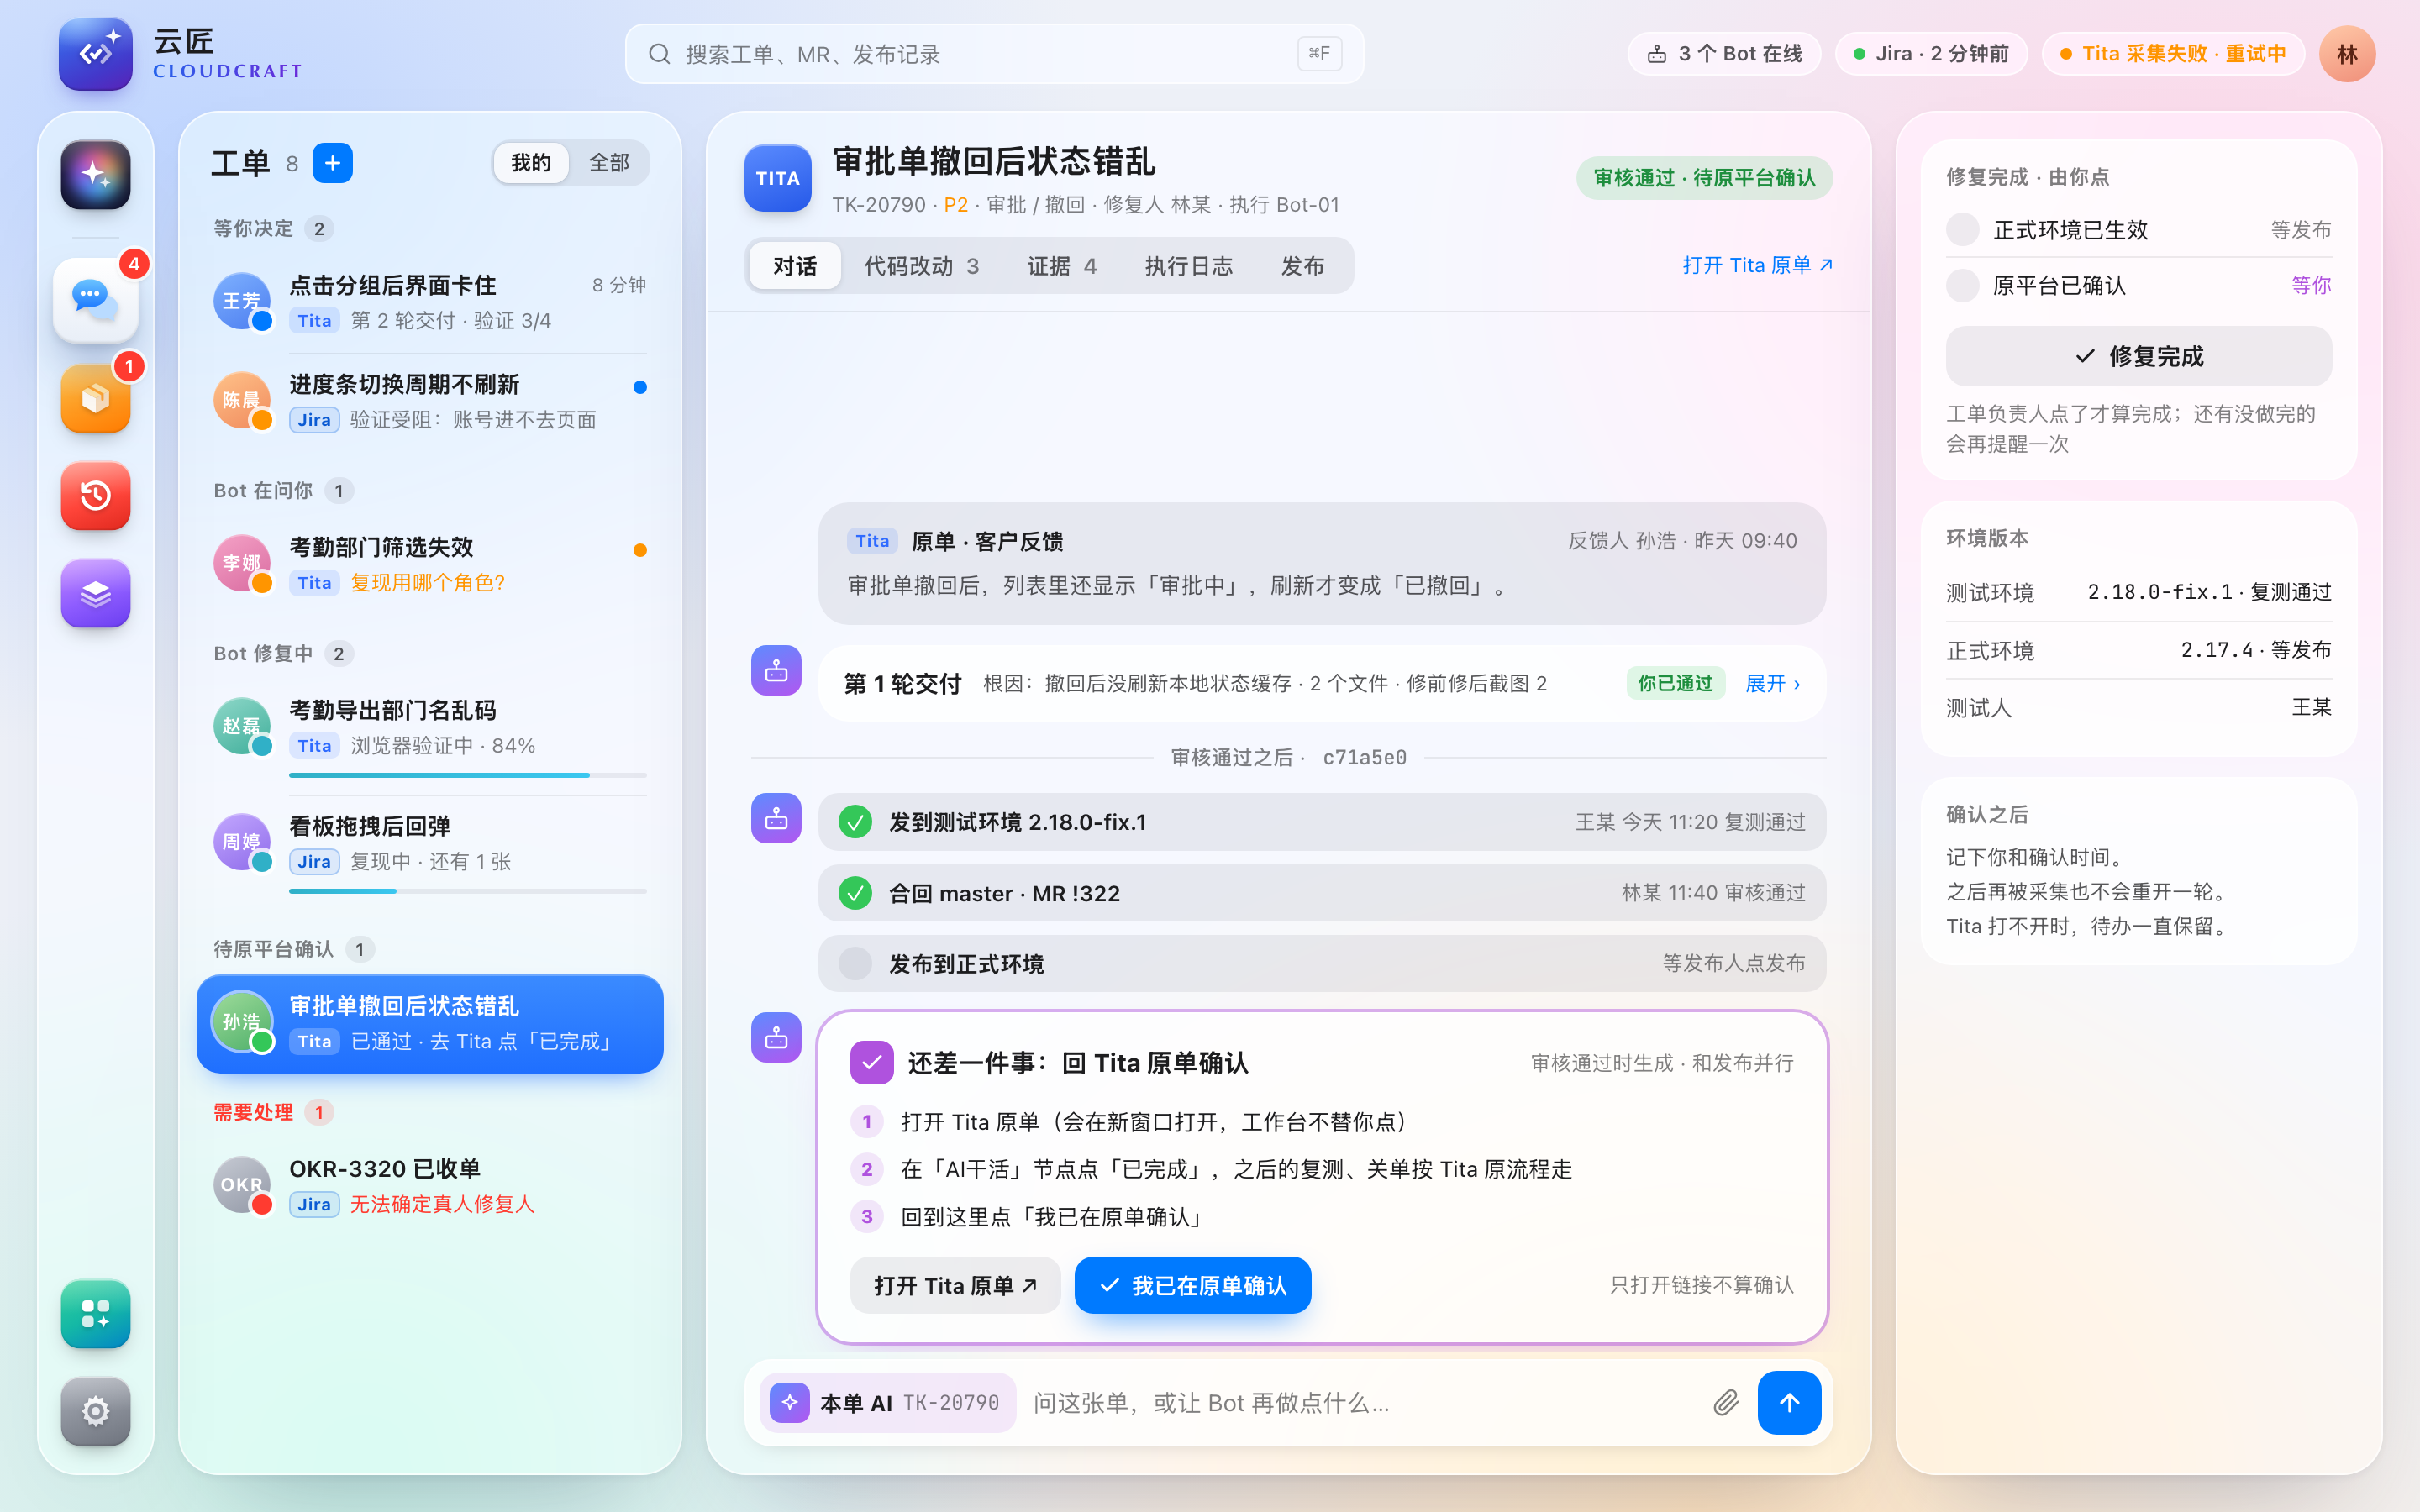 云匠
CLOUDCRAFT
搜索工单、MR、发布记录
⌘F
3 个 Bot 在线
Jira · 2 分钟前
Tita 采集失败 · 重试中
林
4
1
工单 8
我的
全部
等你决定 2
王芳
点击分组后界面卡住
8 分钟
Tita 第 2 轮交付 · 验证 3/4
陈晨
进度条切换周期不刷新
Jira 验证受阻：账号进不去页面
Bot 在问你 1
李娜
考勤部门筛选失效
Tita 复现用哪个角色?
Bot 修复中 2
赵磊
考勤导出部门名乱码
Tita 浏览器验证中 · 84%
周婷
看板拖拽后回弹
Jira 复现中 · 还有 1 张
待原平台确认 1
孙浩
审批单撤回后状态错乱
Tita 已通过 · 去 Tita 点「已完成」
需要处理 1
OKR
OKR-3320 已收单
Jira 无法确定真人修复人
TITA
审批单撤回后状态错乱
TK-20790 · P2 · 审批 / 撤回 · 修复人 林某 · 执行 Bot-01
审核通过 · 待原平台确认
对话
代码改动 3
证据 4
执行日志
发布
打开 Tita 原单 ↗
Tita 原单 · 客户反馈
反馈人 孙浩 · 昨天 09:40
审批单撤回后，列表里还显示「审批中」，刷新才变成「已撤回」。
第 1 轮交付 根因：撤回后没刷新本地状态缓存 · 2 个文件 · 修前修后截图 2
你已通过
展开 ›
审核通过之后 · c71a5e0
发到测试环境 2.18.0-fix.1
王某 今天 11:20 复测通过
合回 master · MR !322
林某 11:40 审核通过
发布到正式环境
等发布人点发布
还差一件事：回 Tita 原单确认
审核通过时生成 · 和发布并行
1 打开 Tita 原单（会在新窗口打开，工作台不替你点）
2 在「AI干活」节点点「已完成」，之后的复测、关单按 Tita 原流程走
3 回到这里点「我已在原单确认」
打开 Tita 原单 ↗
我已在原单确认
只打开链接不算确认
本单 AI TK-20790
问这张单，或让 Bot 再做点什么...
修复完成 · 由你点
正式环境已生效
等发布
原平台已确认
等你
修复完成
工单负责人点了才算完成；还有没做完的
会再提醒一次
环境版本
测试环境
2.18.0-fix.1 · 复测通过
正式环境
2.17.4 · 等发布
测试人
王某
确认之后
记下你和确认时间。
之后再被采集也不会重开一轮。
Tita 打不开时，待办一直保留。